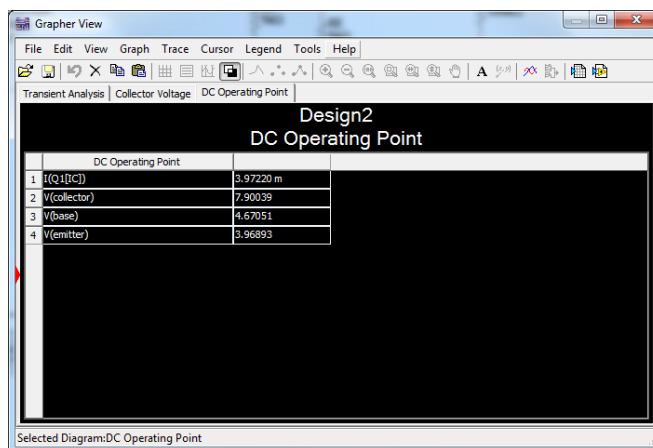 Grapher View
File Edit View Graph Trace Cursor Legend Tools Help
A
Transient Analysis Collector Voltage DC Operating Point
Design2
DC Operating Point
DC Operating Point
1 I(Q1[IC]) 3.97220 m
2 V(collector) 7.90039
3 V(base) 4.67051
4 V(emitter) 3.96893
Selected Diagram:DC Operating Point